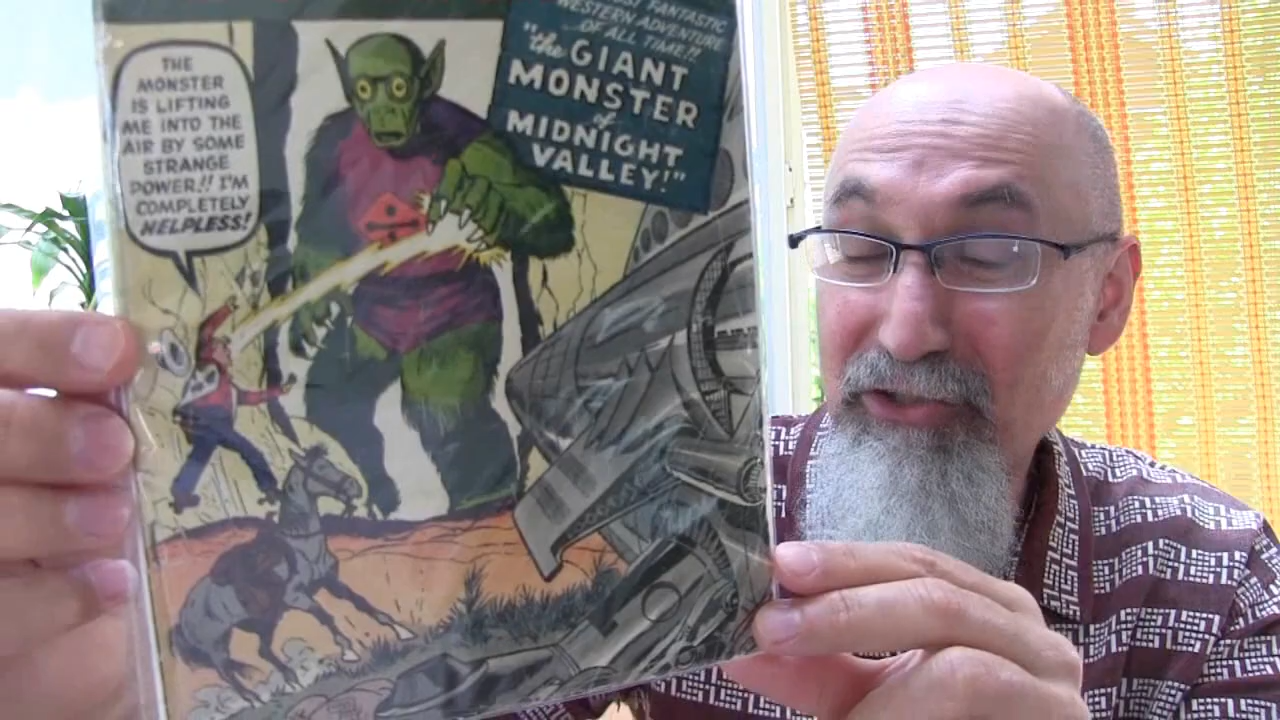 THE
MONSTER
IS LIFTING
ME INTO THE
AIR BY SOME
STRANGE
POWER!! I'M
COMPLETELY
HELPLESS!
FANTASTIC
WESTERN ADVENTURE
OF ALL TIME!!
"the GIANT
MONSTER
of
MIDNIGHT
VALLEY!"